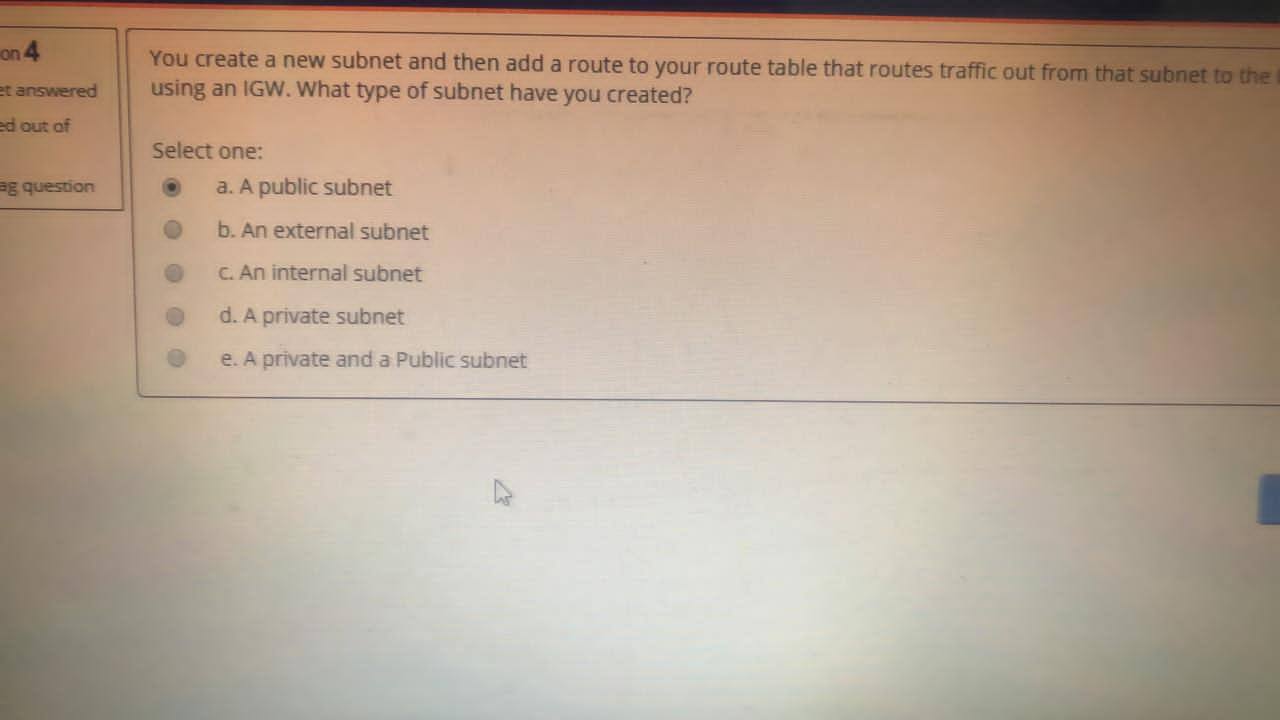 on 4
et answered
ed out of
ag question
You create a new subnet and then add a route to your route table that routes traffic out from that subnet to the
using an IGW. What type of subnet have you created?
Select one:
a. A public subnet
b. An external subnet
c. An internal subnet
d. A private subnet
e. A private and a Public subnet